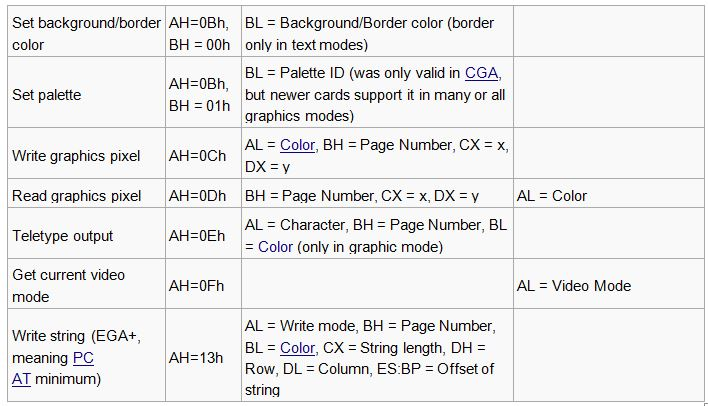 Set background/border color AH=0Bh, BH = 00h BL = Background/Border color (border only in text modes)
Set palette AH=0Bh, BH = 01h BL = Palette ID (was only valid in CGA, but newer cards support it in many or all graphics modes)
Write graphics pixel AH=0Ch AL = Color, BH = Page Number, CX = x, DX = y
Read graphics pixel AH=0Dh BH = Page Number, CX = x, DX = y AL = Color
Teletype output AH=0Eh AL = Character, BH = Page Number, BL = Color (only in graphic mode)
Get current video mode AH=0Fh AL = Video Mode
Write string (EGA+, meaning PC AT minimum) AH=13h AL = Write mode, BH = Page Number, BL = Color, CX = String length, DH = Row, DL = Column, ES:BP = Offset of string